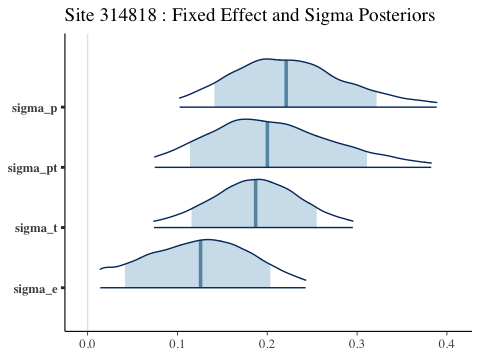 Site 314818 : Fixed Effect and Sigma Posteriors
sigma_p
sigma_pt
sigma_t
sigma_e
0.0 0.1 0.2 0.3 0.4